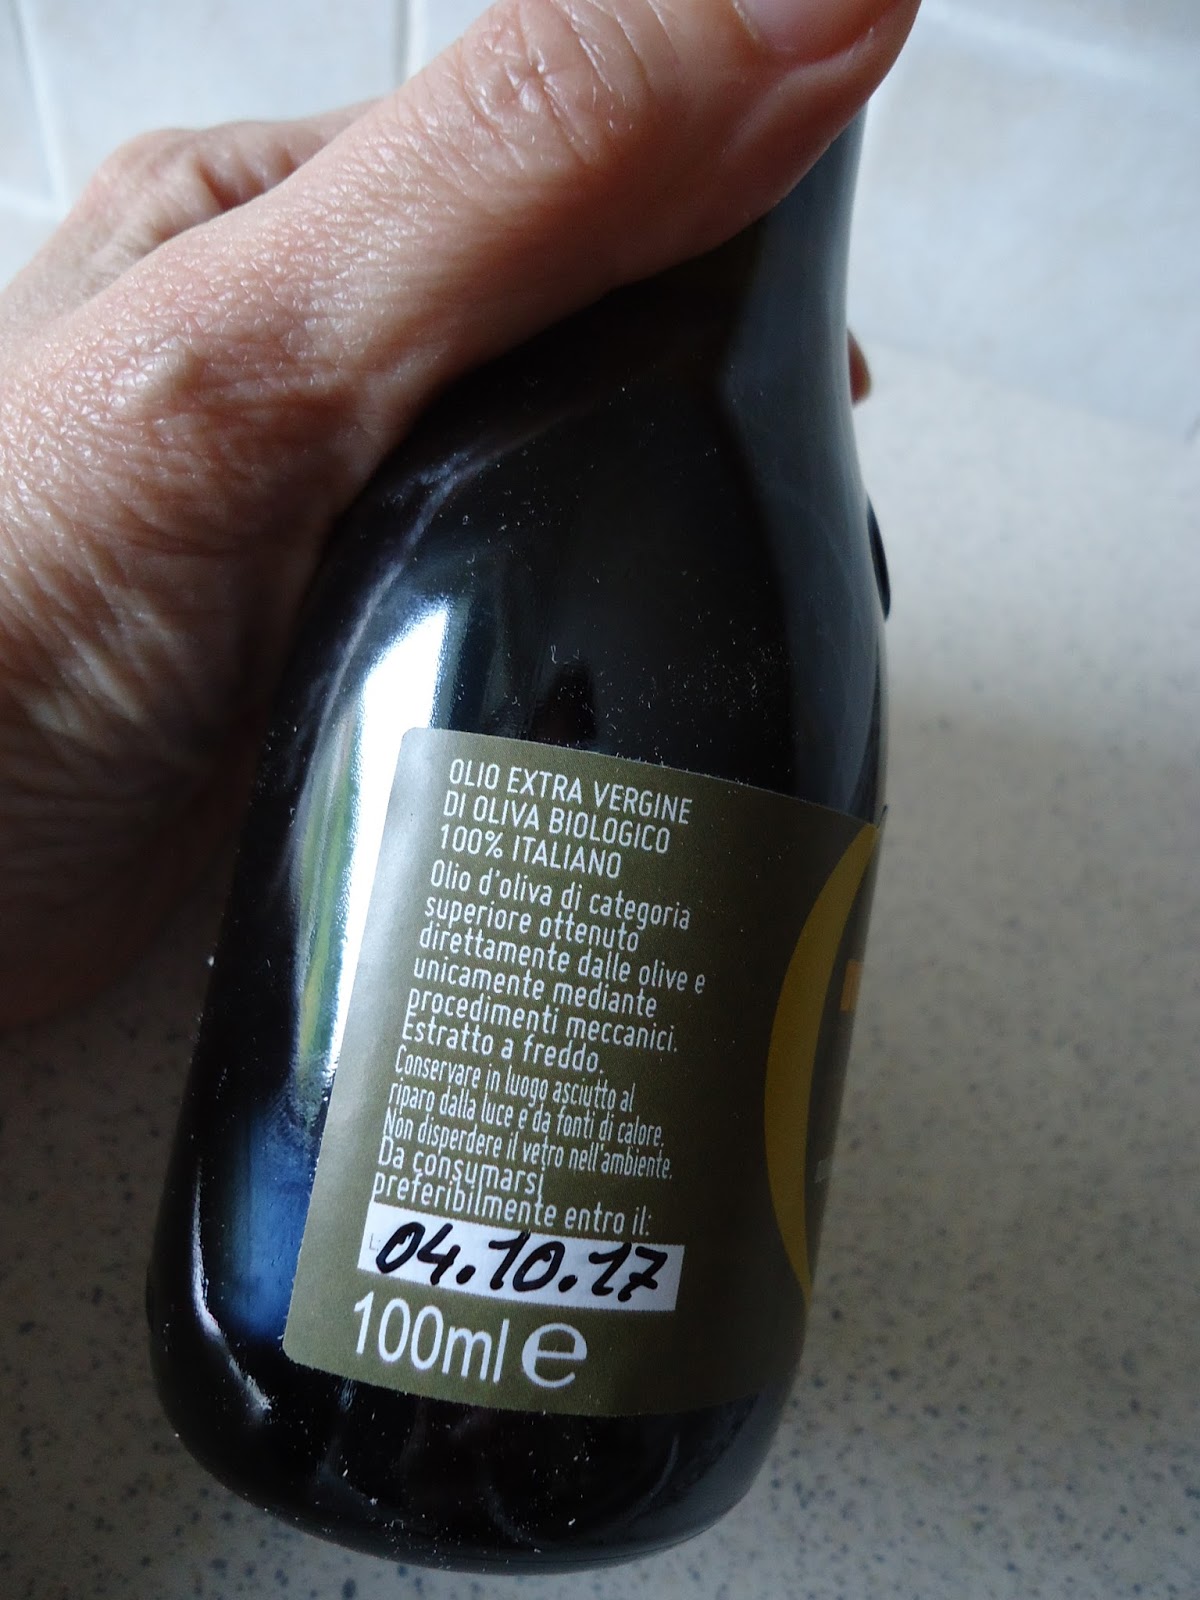 OLIO EXTRA VERGINE
DI OLIVA BIOLOGICO
100% ITALIANO
Olio d'oliva di categoria
superiore ottenuto
direttamente dalle olive e
unicamente mediante
procedimenti meccanici.
Estratto a freddo.
Conservare in luogo asciutto al
riparo dalla luce e da fonti di calore.
Non disperdere il vetro nell'ambiente.
Da consumarsi
preferibilmente entro il:
L: 04.10.17
100ml e